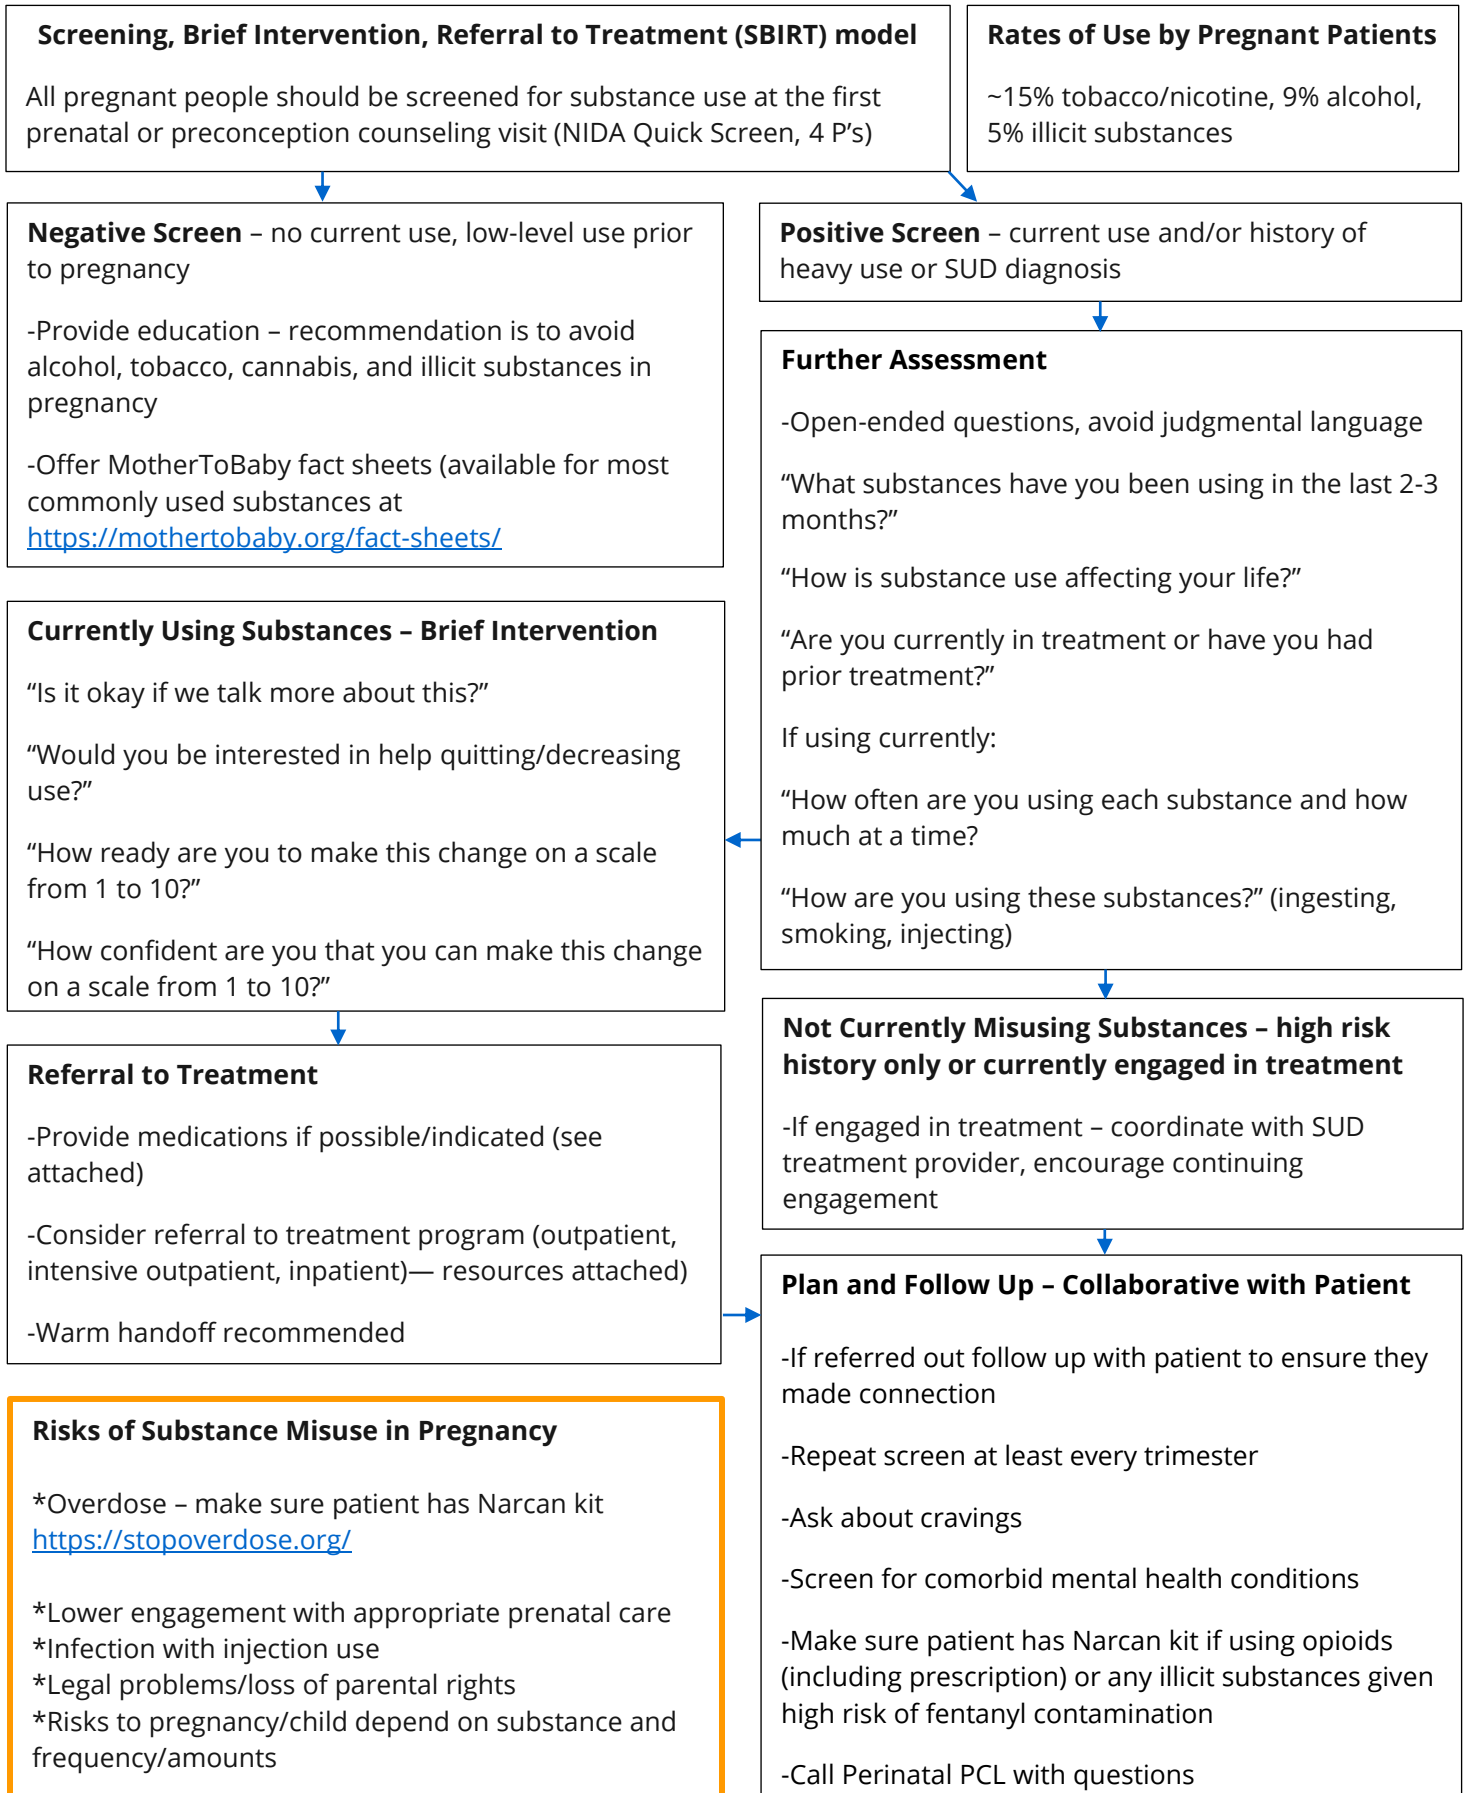 Screening, Brief Intervention, Referral to Treatment (SBIRT) model
All pregnant people should be screened for substance use at the first
prenatal or preconception counseling visit (NIDA Quick Screen, 4 P’s)
Rates of Use by Pregnant Patients
~15% tobacco/nicotine, 9% alcohol,
5% illicit substances
Negative Screen – no current use, low-level use prior
to pregnancy
-Provide education – recommendation is to avoid
alcohol, tobacco, cannabis, and illicit substances in
pregnancy
-Offer MotherToBaby fact sheets (available for most
commonly used substances at
https://mothertobaby.org/fact-sheets/
Positive Screen – current use and/or history of
heavy use or SUD diagnosis
Further Assessment
-Open-ended questions, avoid judgmental language
“What substances have you been using in the last 2-3
months?”
“How is substance use affecting your life?”
“Are you currently in treatment or have you had
prior treatment?”
If using currently:
“How often are you using each substance and how
much at a time?
“How are you using these substances?” (ingesting,
smoking, injecting)
Currently Using Substances – Brief Intervention
“Is it okay if we talk more about this?”
“Would you be interested in help quitting/decreasing
use?”
“How ready are you to make this change on a scale
from 1 to 10?”
“How confident are you that you can make this change
on a scale from 1 to 10?”
Referral to Treatment
-Provide medications if possible/indicated (see
attached)
-Consider referral to treatment program (outpatient,
intensive outpatient, inpatient)— resources attached)
-Warm handoff recommended
Not Currently Misusing Substances – high risk
history only or currently engaged in treatment
-If engaged in treatment – coordinate with SUD
treatment provider, encourage continuing
engagement
Plan and Follow Up – Collaborative with Patient
-If referred out follow up with patient to ensure they
made connection
-Repeat screen at least every trimester
-Ask about cravings
-Screen for comorbid mental health conditions
-Make sure patient has Narcan kit if using opioids
(including prescription) or any illicit substances given
high risk of fentanyl contamination
-Call Perinatal PCL with questions
Risks of Substance Misuse in Pregnancy
*Overdose – make sure patient has Narcan kit
https://stopoverdose.org/
*Lower engagement with appropriate prenatal care
*Infection with injection use
*Legal problems/loss of parental rights
*Risks to pregnancy/child depend on substance and
frequency/amounts